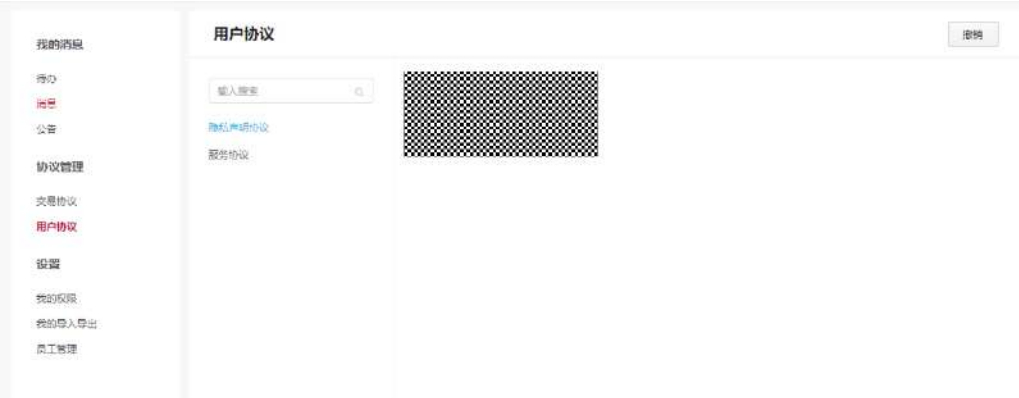 我的消息
待办
消息
公告
协议管理
交易协议
用户协议
设置
我的权限
我的导入导出
员工管理
用户协议
撤销
输入搜索
隐私声明协议
服务协议